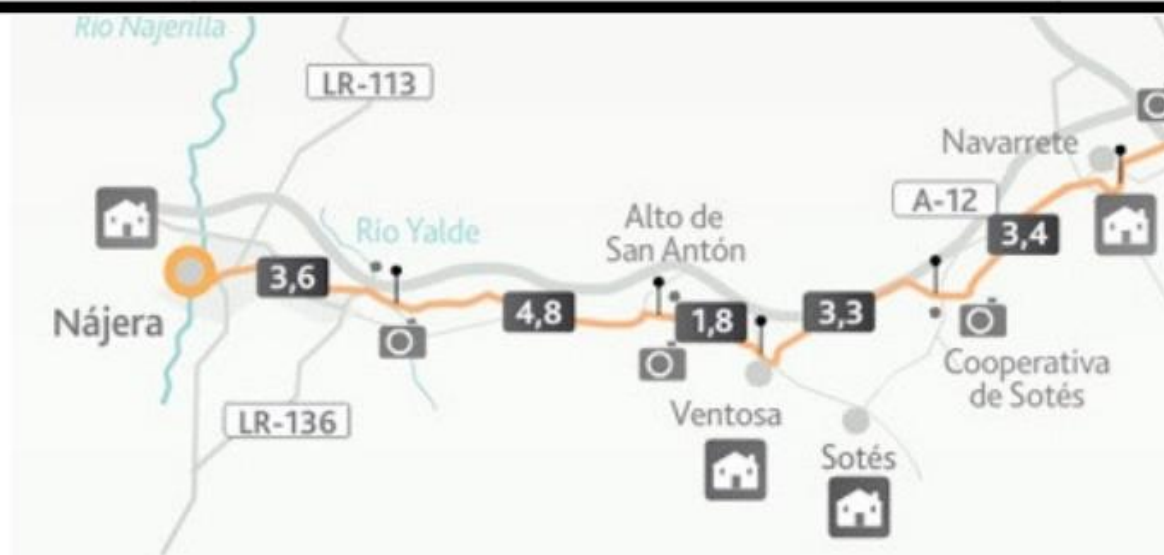 Río Najerilla
LR-113
Navarrete
A-12
Alto de
San Antón
Río Yalde
3,4
3,6
4,8
1,8
3,3
Nájera
Cooperativa
de Sotés
Ventosa
LR-136
Sotés